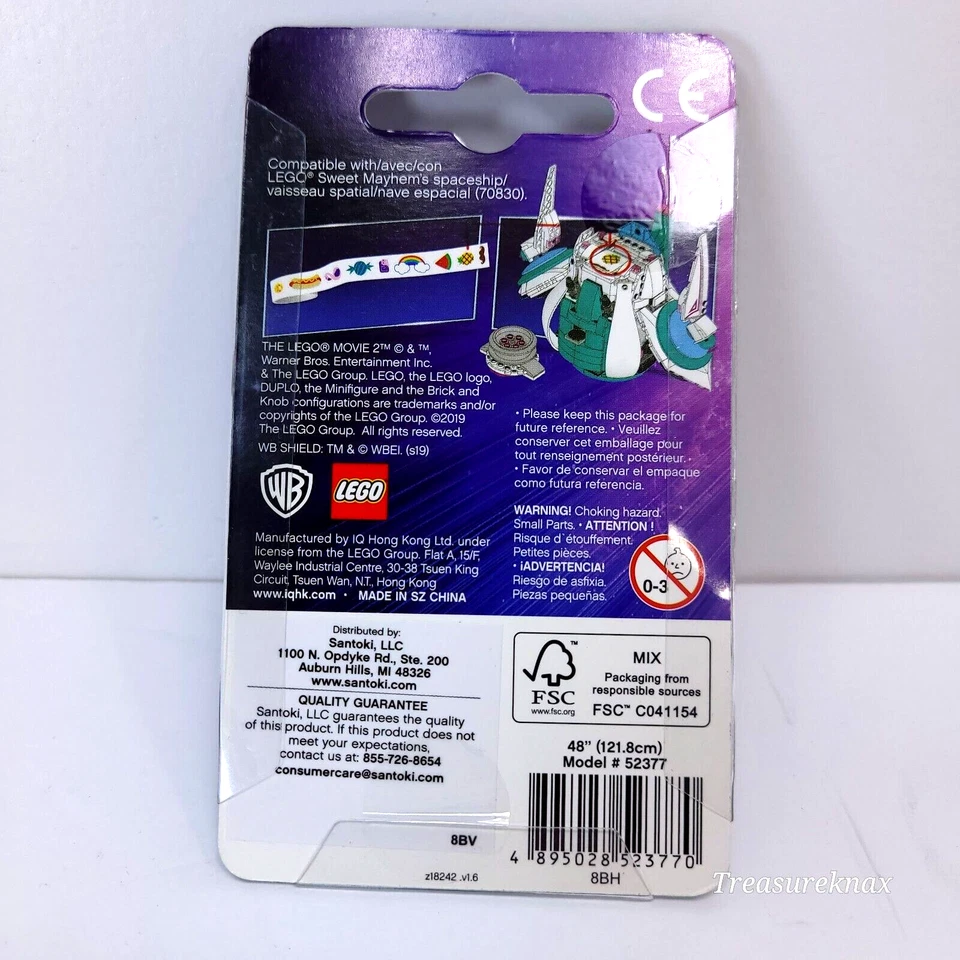 CE
Compatible with/avec/con
LEGO® Sweet Mayhem's spaceship/
vaisseau spatial/nave espacial (70830).
THE LEGO® MOVIE 2™ © & ™,
Warner Bros. Entertainment Inc.
& The LEGO Group. LEGO, the LEGO logo,
DUPLO, the Minifigure and the Brick and
Knob configurations are trademarks and/or
copyrights of the LEGO Group. ©2019
The LEGO Group. All rights reserved.
WB SHIELD: TM & © WBEI. (s19)
WB
LEGO
Manufactured by IQ Hong Kong Ltd. under
license from the LEGO Group. Flat A, 15/F,
Waylee Industrial Centre, 30-38 Tsuen King
Circuit, Tsuen Wan, N.T., Hong Kong
www.iqhk.com • MADE IN SZ CHINA
• Please keep this package for
future reference. • Veuillez
conserver cet emballage pour
tout renseignement postérieur.
• Favor de conservar el empaque
como futura referencia.
WARNING! Choking hazard.
Small Parts. • ATTENTION !
Risque d`étouffement.
Petites pièces.
• ¡ADVERTENCIA!
Riesgo de asfixia.
Piezas pequeñas.
0-3
Distributed by:
Santoki, LLC
1100 N. Opdyke Rd., Ste. 200
Auburn Hills, MI 48326
www.santoki.com
QUALITY GUARANTEE
Santoki, LLC guarantees the quality
of this product. If this product does not
meet your expectations,
contact us at: 855-726-8654
consumercare@santoki.com
FSC
™
www.fsc.org
MIX
Packaging from
responsible sources
FSC™ C041154
48" (121.8cm)
Model # 52377
4 895028 523770
8BV
8BH
z18242 .v1.6
Treasureknax